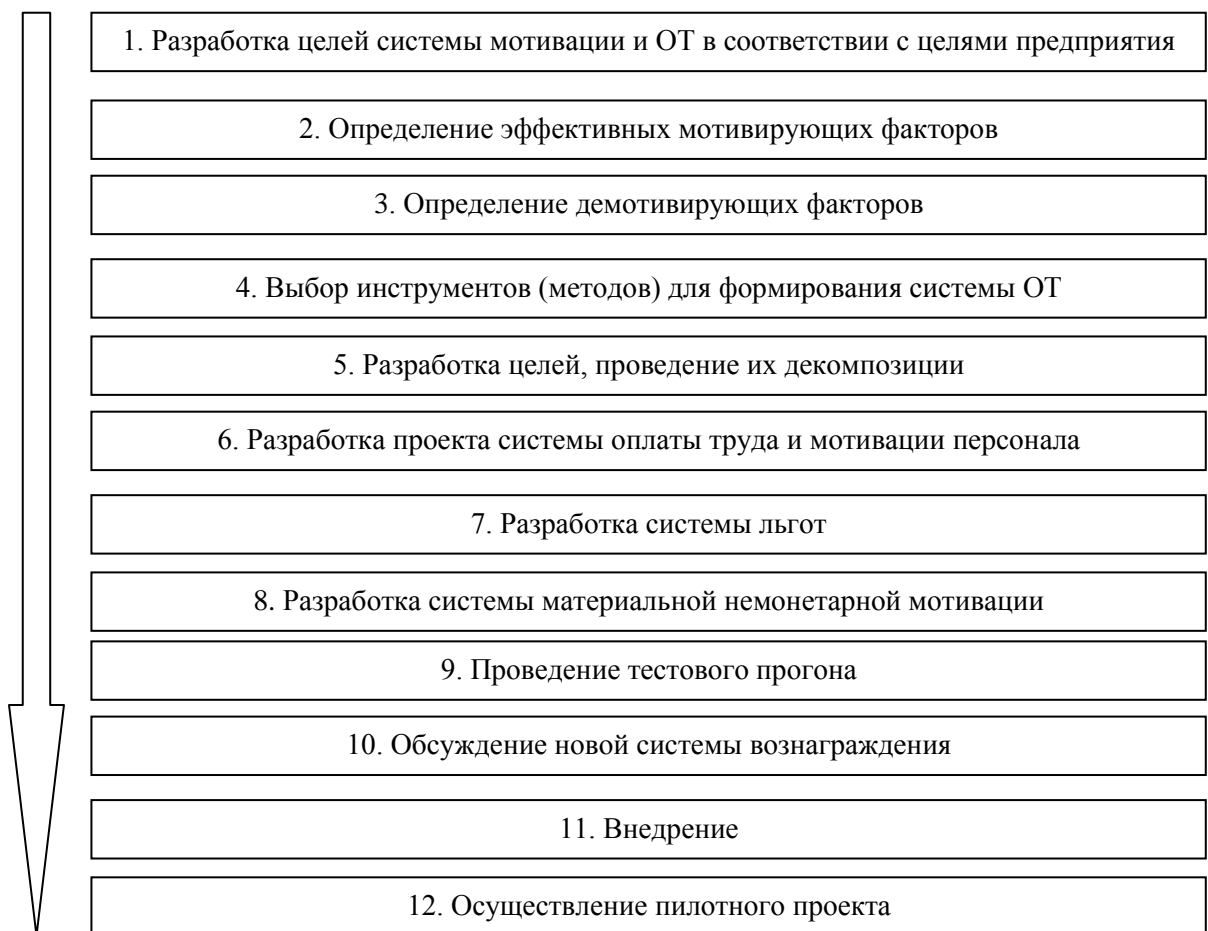 1. Разработка целей системы мотивации и ОТ в соответствии с целями предприятия
2. Определение эффективных мотивирующих факторов
3. Определение демотивирующих факторов
4. Выбор инструментов (методов) для формирования системы ОТ
5. Разработка целей, проведение их декомпозиции
6. Разработка проекта системы оплаты труда и мотивации персонала
7. Разработка системы льгот
8. Разработка системы материальной немонетарной мотивации
9. Проведение тестового прогона
10. Обсуждение новой системы вознаграждения
11. Внедрение
12. Осуществление пилотного проекта